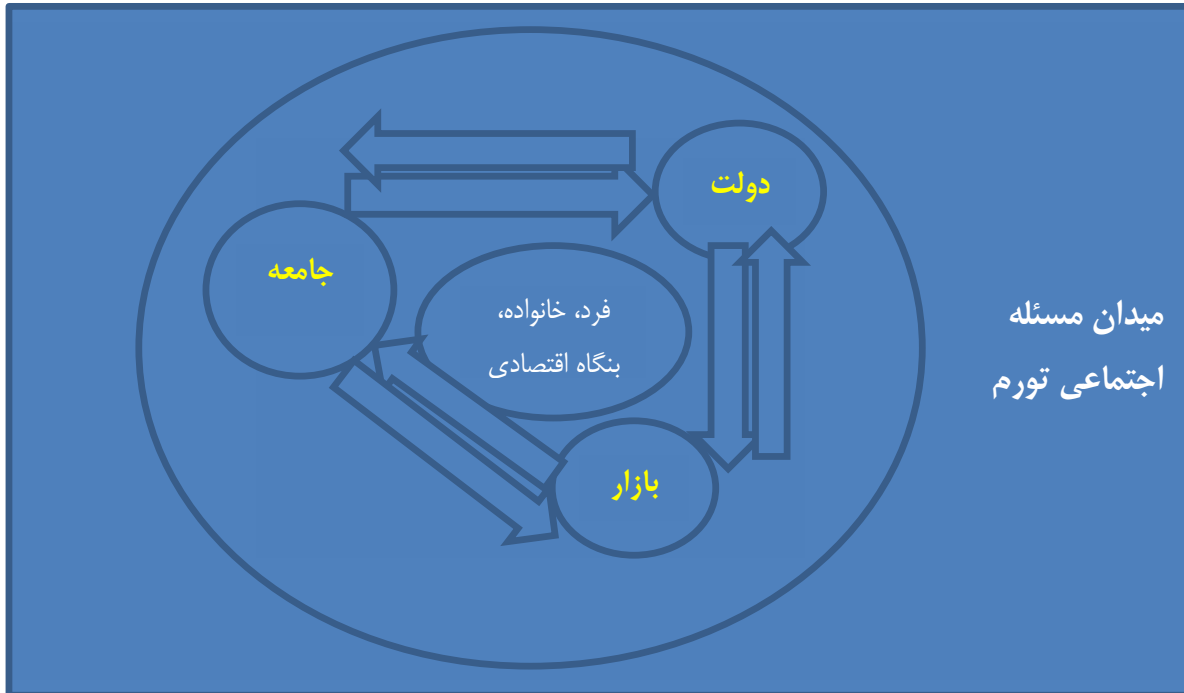 دولت
جامعه
فرد، خانواده،
بنگاه اقتصادی
بازار
میدان مسئله
اجتماعی تورم